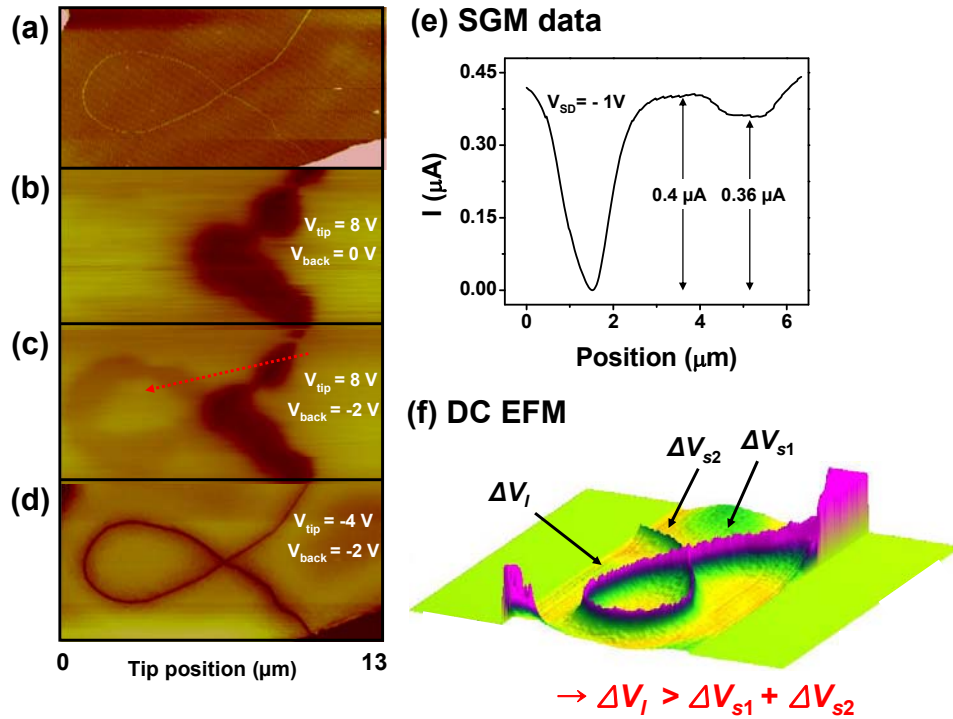 (a)
(b)
V_tip = 8 V
V_back = 0 V
(c)
V_tip = 8 V
V_back = -2 V
(d)
V_tip = -4 V
V_back = -2 V
0
13
Tip position (μm)
(e) SGM data
0.45
0.30
0.15
0.00
I (μA)
V_SD = - 1V
0.4 μA
0.36 μA
0
2
4
6
Position (μm)
(f) DC EFM
ΔV_s1
ΔV_s2
ΔV_l
→ ΔV_l > ΔV_s1 + ΔV_s2